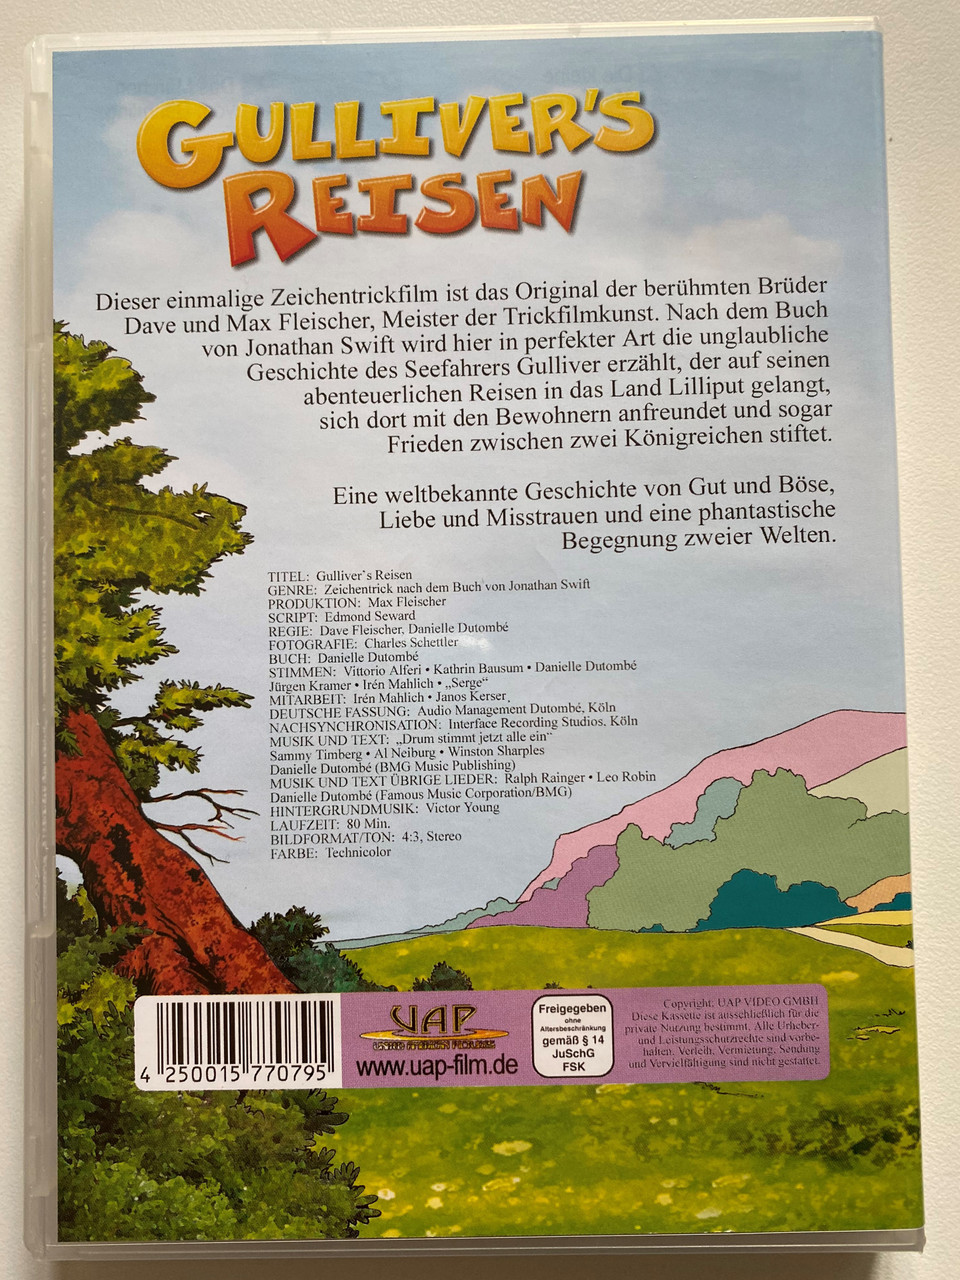 GULLIVER'S
REISEN
Dieser einmalige Zeichentrickfilm ist das Original der berühmten Brüder
Dave und Max Fleischer, Meister der Trickfilmkunst. Nach dem Buch
von Jonathan Swift wird hier in perfekter Art die unglaubliche
Geschichte des Seefahrers Gulliver erzählt, der auf seinen
abenteuerlichen Reisen in das Land Lilliput gelangt,
sich dort mit den Bewohnern anfreundet und sogar
Frieden zwischen zwei Königreichen stiftet.
Eine weltbekannte Geschichte von Gut und Böse,
Liebe und Misstrauen und eine phantastische
Begegnung zweier Welten.
TITEL: Gulliver's Reisen
GENRE: Zeichentrick nach dem Buch von Jonathan Swift
PRODUKTION: Max Fleischer
SCRIPT: Edmond Seward
REGIE: Dave Fleischer, Danielle Dutombé
FOTOGRAFIE: Charles Schettler
BUCH: Danielle Dutombé
STIMMEN: Vittorio Alferi • Kathrin Bausum • Danielle Dutombé
Jürgen Kramer • Irén Mahlich • „Serge“
MITARBEIT: Irén Mahlich • Janos Kerser
DEUTSCHE FASSUNG: Audio Management Dutombé, Köln
NACHSYNCHRONISATION: Interface Recording Studios. Köln
MUSIK UND TEXT: „Drum stimmt jetzt alle ein“
Sammy Timberg • Al Neiburg • Winston Sharples
Danielle Dutombé (BMG Music Publishing)
MUSIK UND TEXT ÜBRIGE LIEDER: Ralph Rainger • Leo Robin
Danielle Dutombé (Famous Music Corporation/BMG)
HINTERGRUNDMUSIK: Victor Young
LAUFZEIT: 80 Min.
BILDFORMAT/TON: 4:3, Stereo
FARBE: Technicolor
4 250015 770795
UAP
www.uap-film.de
Freigegeben
ohne
Altersbeschränkung
gemäß § 14
JuSchG
FSK
Copyright, UAP VIDEO GMBH
Diese Kassette ist ausschließlich für die
private Nutzung bestimmt. Alle Urheber-
und Leistungsschutzrechte sind vorbe-
halten. Verleih, Vermietung, Sendung
und Vervielfältigung sind nicht gestattet.